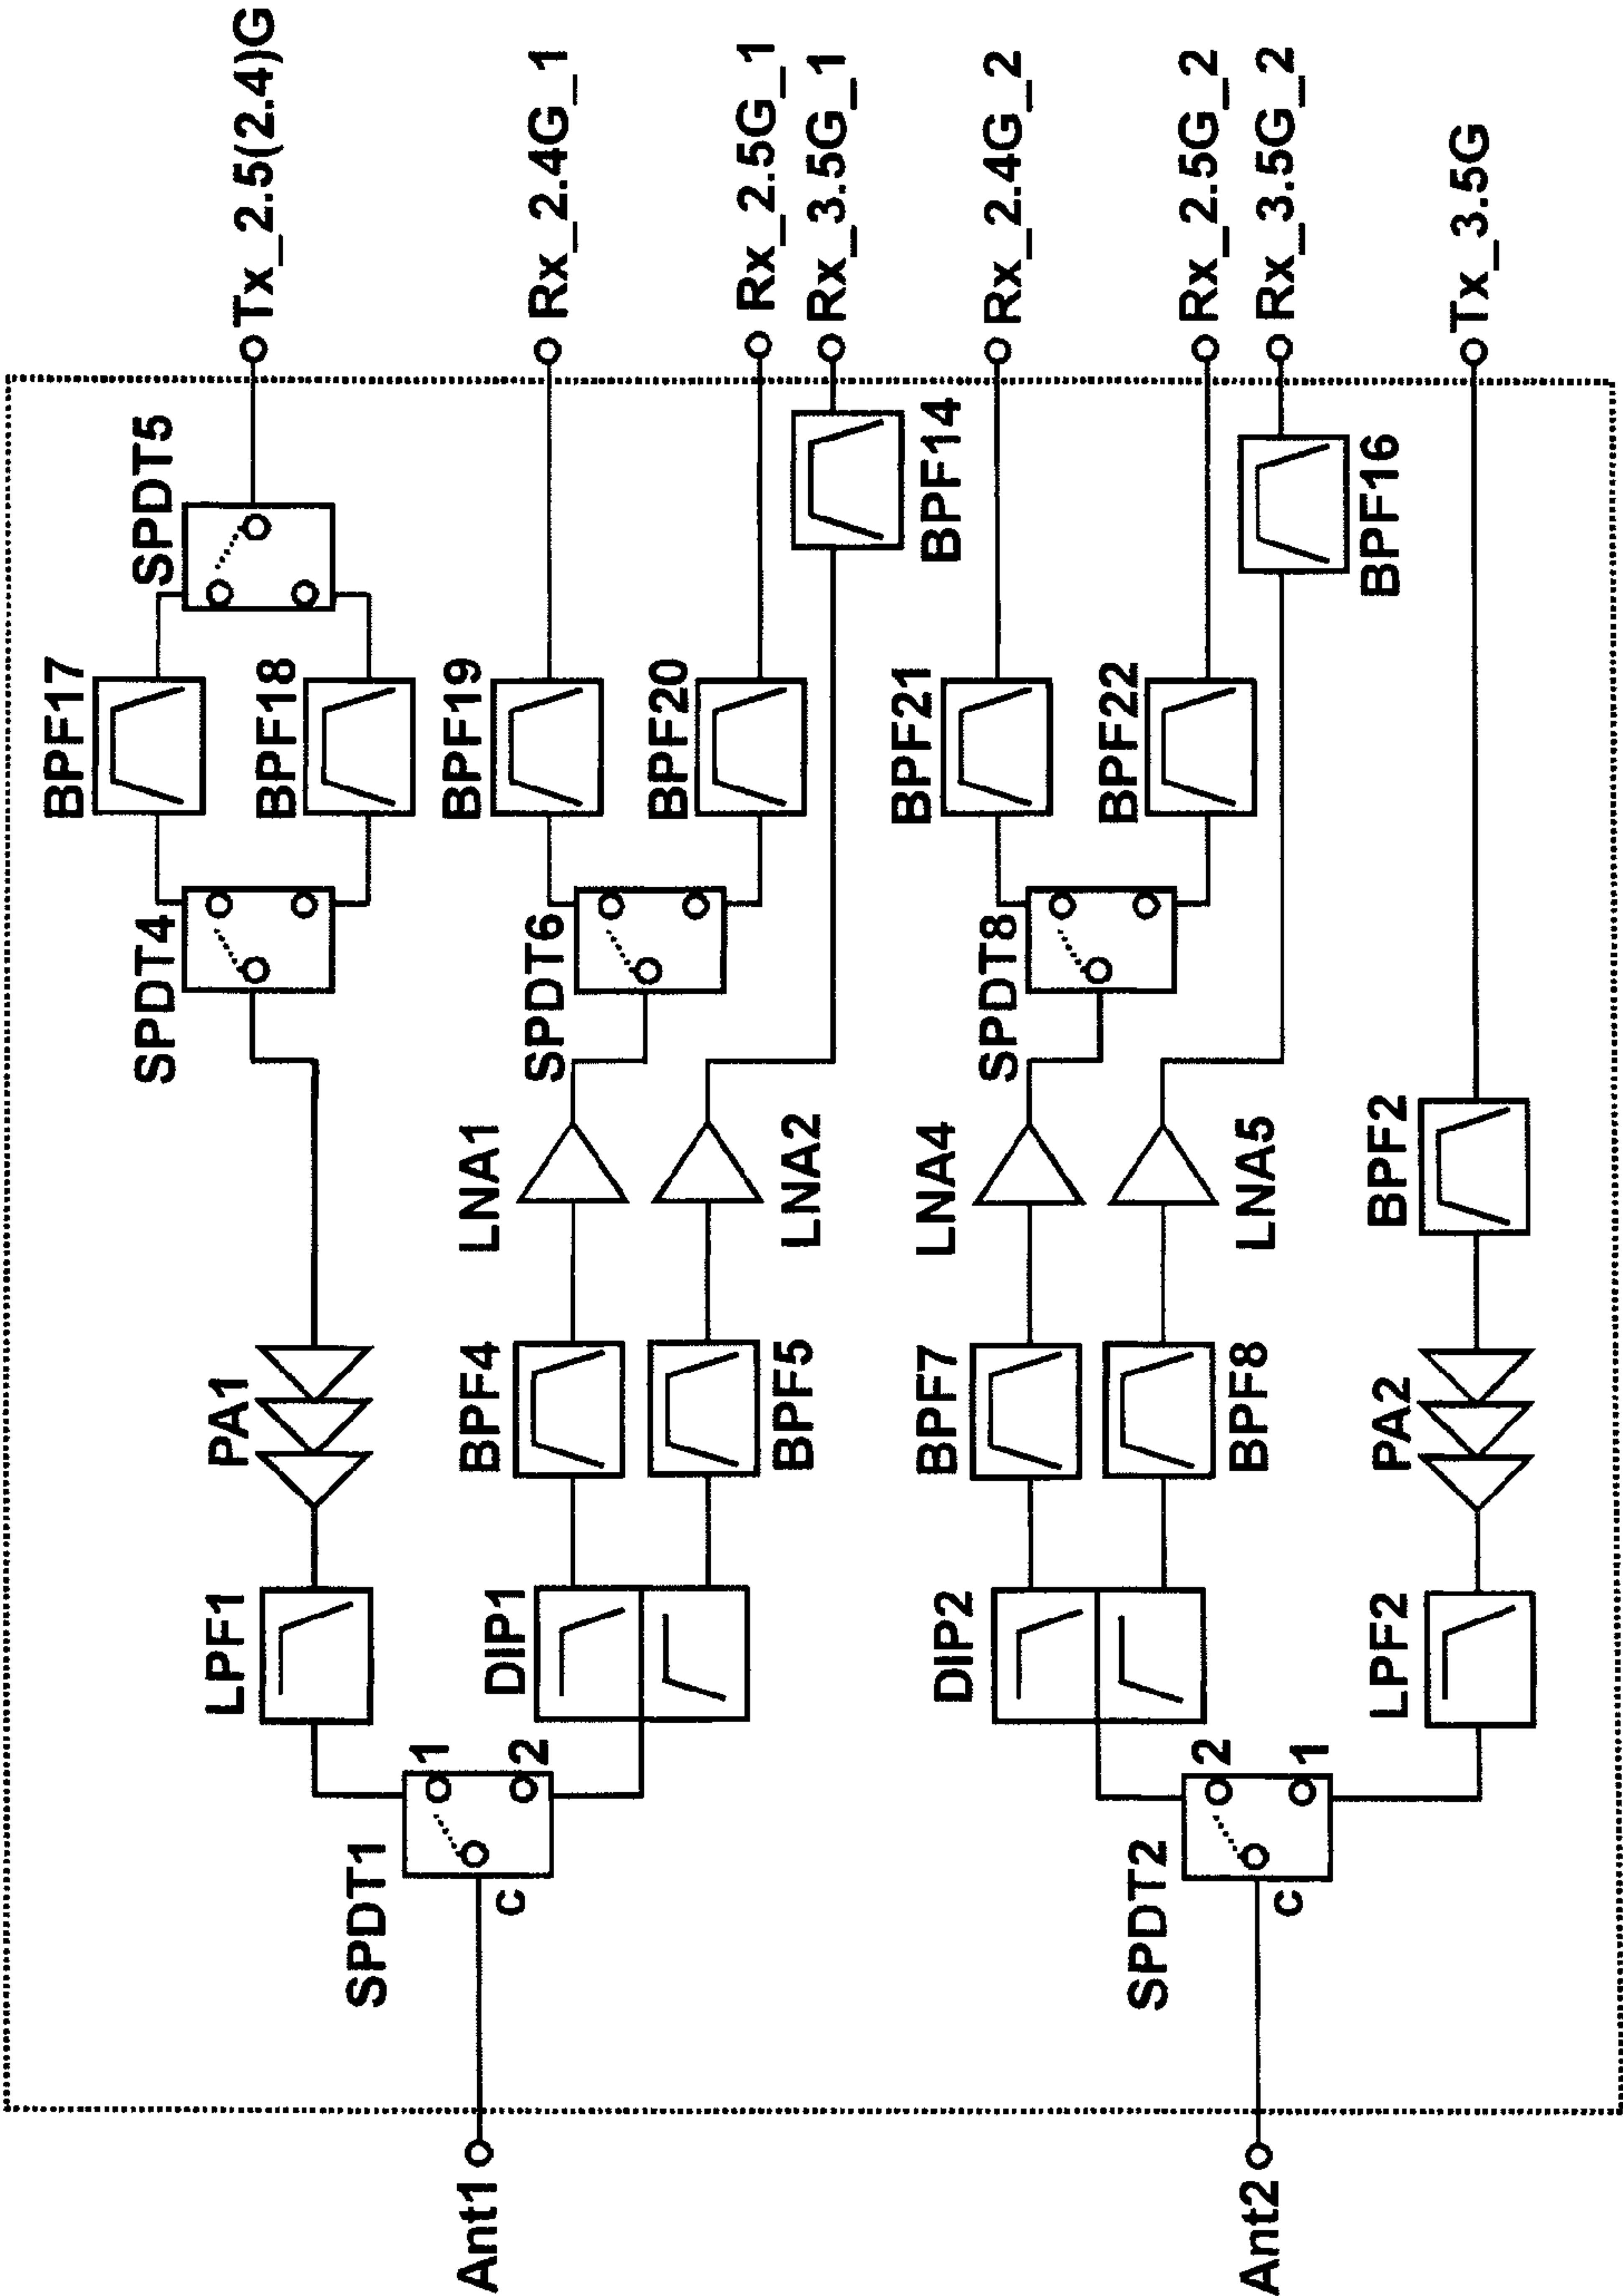 Tx_2.5(2.4)G
SPDT5
BPF17
BPF18
SPDT4
PA1
LPF1
Rx_2.4G_1
BPF19
Rx_2.5G_1
BPF20
Rx_3.5G_1
BPF14
SPDT6
LNA1
LNA2
BPF4
BPF5
DIP1
1
2
SPDT1
c
Ant1
Rx_2.4G_2
BPF21
Rx_2.5G_2
BPF22
Rx_3.5G_2
BPF16
SPDT8
LNA4
LNA5
BPF7
BPF8
DIP2
2
1
SPDT2
c
Ant2
Tx_3.5G
BPF2
PA2
LPF2